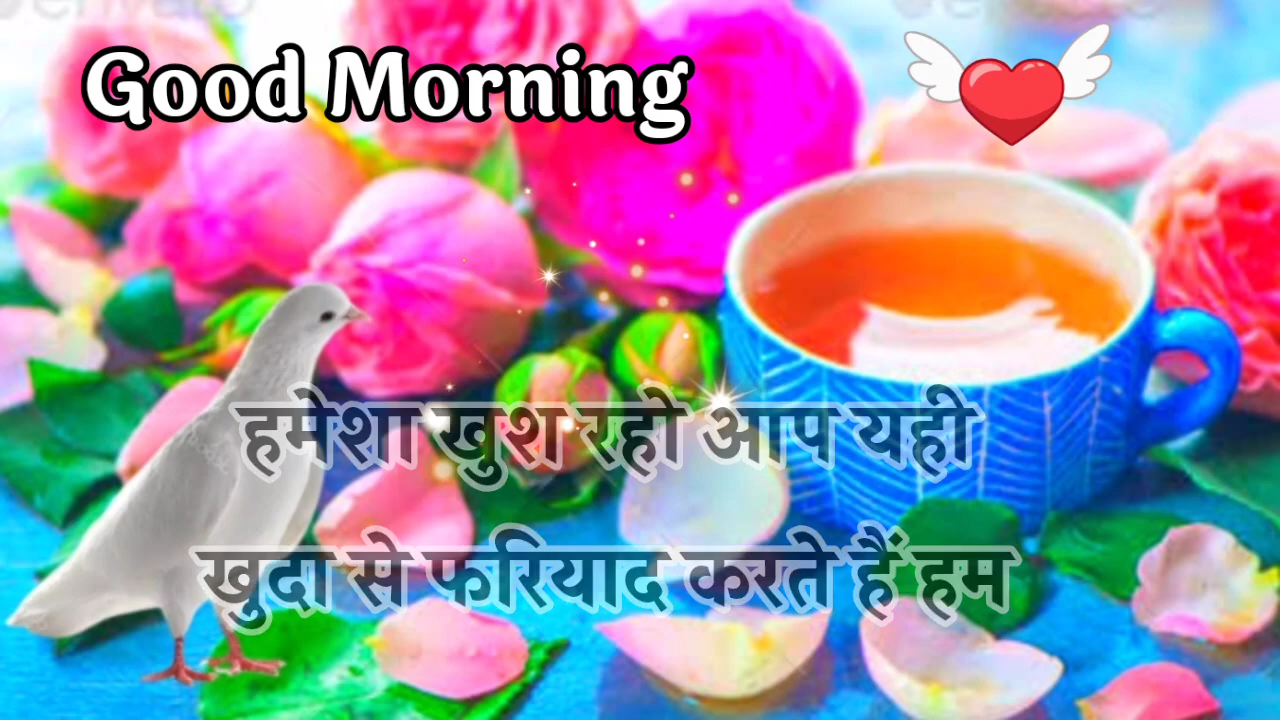 Good Morning
हमेशा खुश रहो आप यही
खुदा से फरियाद करते हैं हम